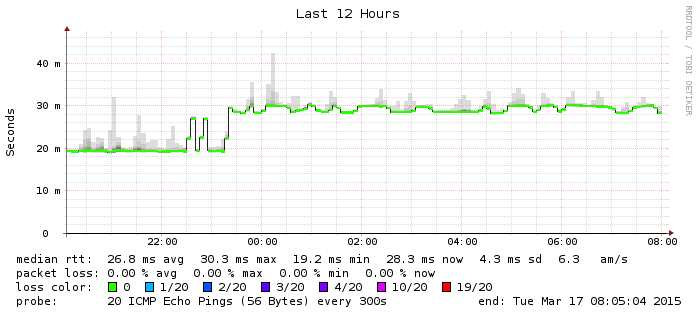 Last 12 Hours
RRDTOOL / TOBI OETIKER
Seconds
40 m
30 m
20 m
10 m
0
22:00 00:00 02:00 04:00 06:00 08:00
median rtt: 26.8 ms avg 30.3 ms max 19.2 ms min 28.3 ms now 4.3 ms sd 6.3 am/s
packet loss: 0.00 % avg 0.00 % max 0.00 % min 0.00 % now
loss color: 0 1/20 2/20 3/20 4/20 10/20 19/20
probe: 20 ICMP Echo Pings (56 Bytes) every 300s end: Tue Mar 17 08:05:04 2015